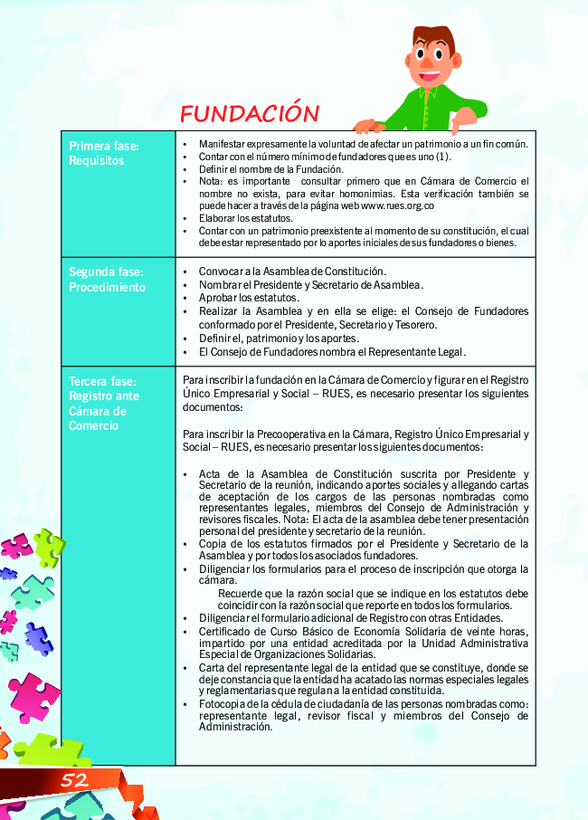 FUNDACIÓN
Primera fase:
Requisitos
• Manifestar expresamente la voluntad de afectar un patrimonio a un fin común.
• Contar con el número mínimo de fundadores que es uno (1).
• Definir el nombre de la Fundación.
• Nota: es importante consultar primero que en Cámara de Comercio el
nombre no exista, para evitar homonimias. Esta verificación también se
puede hacer a través de la página web www.rues.org.co
• Elaborar los estatutos.
• Contar con un patrimonio preexistente al momento de su constitución, el cual
debe estar representado por lo aportes iniciales de sus fundadores o bienes.
Segunda fase:
Procedimiento
• Convocar a la Asamblea de Constitución.
• Nombrar el Presidente y Secretario de Asamblea.
• Aprobar los estatutos.
• Realizar la Asamblea y en ella se elige: el Consejo de Fundadores
conformado por el Presidente, Secretario y Tesorero.
• Definir el, patrimonio y los aportes.
• El Consejo de Fundadores nombra el Representante Legal.
Tercera fase:
Registro ante
Cámara de
Comercio
Para inscribir la fundación en la Cámara de Comercio y figurar en el Registro
Único Empresarial y Social – RUES, es necesario presentar los siguientes
documentos:
Para inscribir la Precooperativa en la Cámara, Registro Único Empresarial y
Social – RUES, es necesario presentar los siguientes documentos:
• Acta de la Asamblea de Constitución suscrita por Presidente y
Secretario de la reunión, indicando aportes sociales y allegando cartas
de aceptación de los cargos de las personas nombradas como
representantes legales, miembros del Consejo de Administración y
revisores fiscales. Nota: El acta de la asamblea debe tener presentación
personal del presidente y secretario de la reunión.
• Copia de los estatutos firmados por el Presidente y Secretario de la
Asamblea y por todos los asociados fundadores.
• Diligenciar los formularios para el proceso de inscripción que otorga la
cámara.
Recuerde que la razón social que se indique en los estatutos debe
coincidir con la razón social que reporte en todos los formularios.
• Diligenciar el formulario adicional de Registro con otras Entidades.
• Certificado de Curso Básico de Economía Solidaria de veinte horas,
impartido por una entidad acreditada por la Unidad Administrativa
Especial de Organizaciones Solidarias.
• Carta del representante legal de la entidad que se constituye, donde se
deje constancia que la entidad ha acatado las normas especiales legales
y reglamentarias que regulan a la entidad constituida.
• Fotocopia de la cédula de ciudadanía de las personas nombradas como:
representante legal, revisor fiscal y miembros del Consejo de
Administración.
52